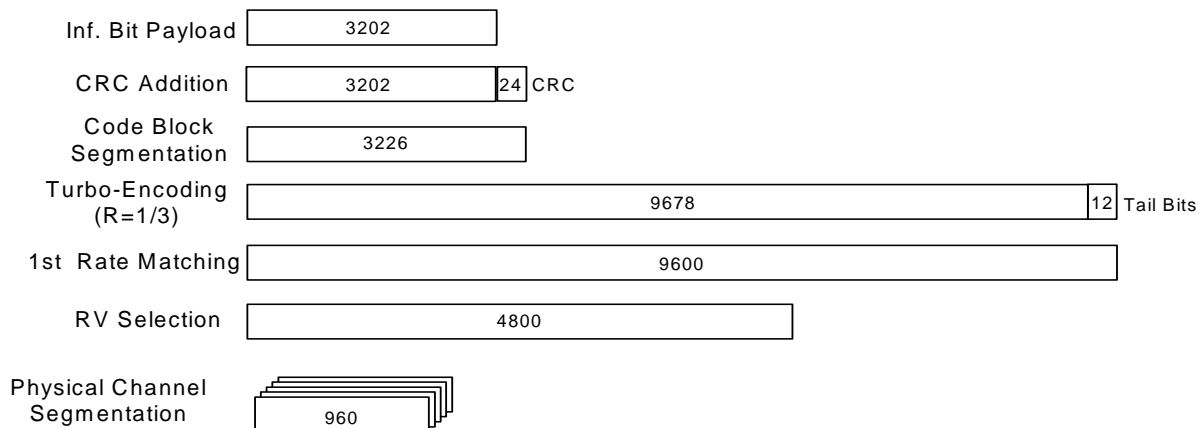 Inf. Bit Payload 3202
CRC Addition 3202 24 CRC
Code Block
Segmentation 3226
Turbo-Encoding
(R=1/3) 9678 12 Tail Bits
1st Rate Matching 9600
RV Selection 4800
Physical Channel
Segmentation 960